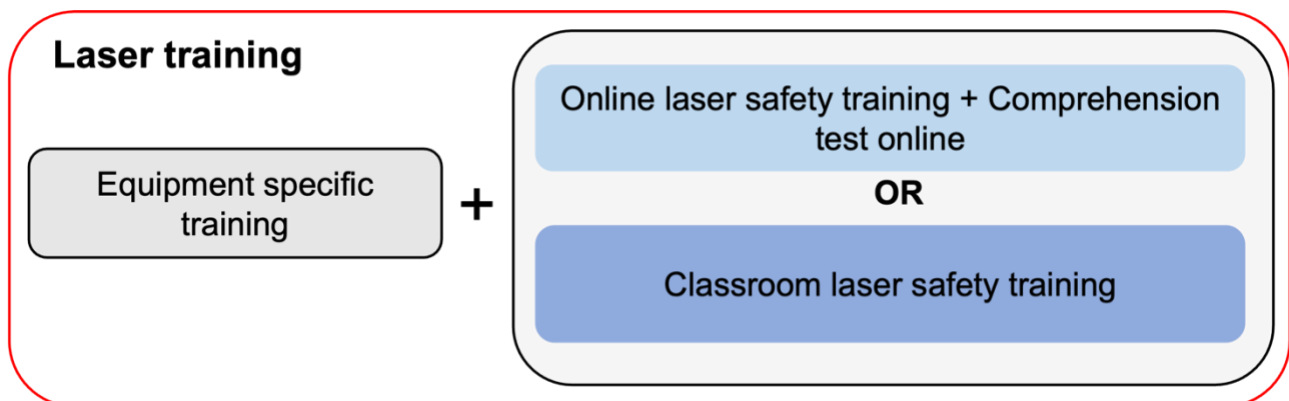 Laser training
Equipment specific
training
+
Online laser safety training + Comprehension
test online
OR
Classroom laser safety training